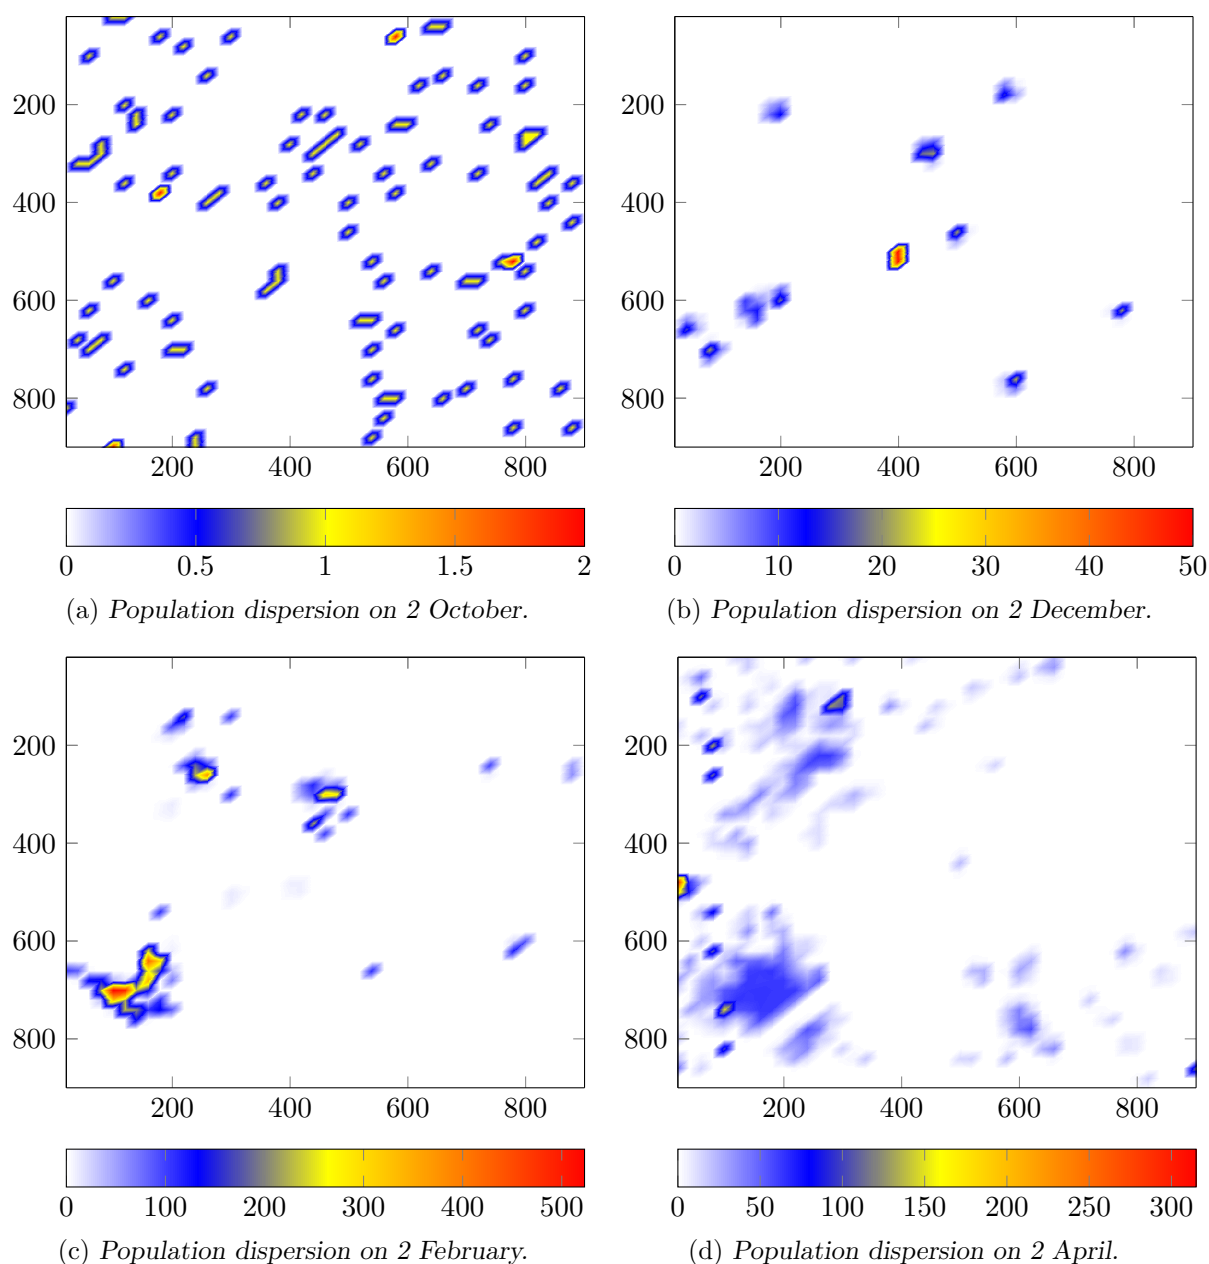 200
400
600
800
200 400 600 800
0 0.5 1 1.5 2
(a) Population dispersion on 2 October.
200
400
600
800
200 400 600 800
0 10 20 30 40 50
(b) Population dispersion on 2 December.
200
400
600
800
200 400 600 800
0 100 200 300 400 500
(c) Population dispersion on 2 February.
200
400
600
800
200 400 600 800
0 50 100 150 200 250 300
(d) Population dispersion on 2 April.